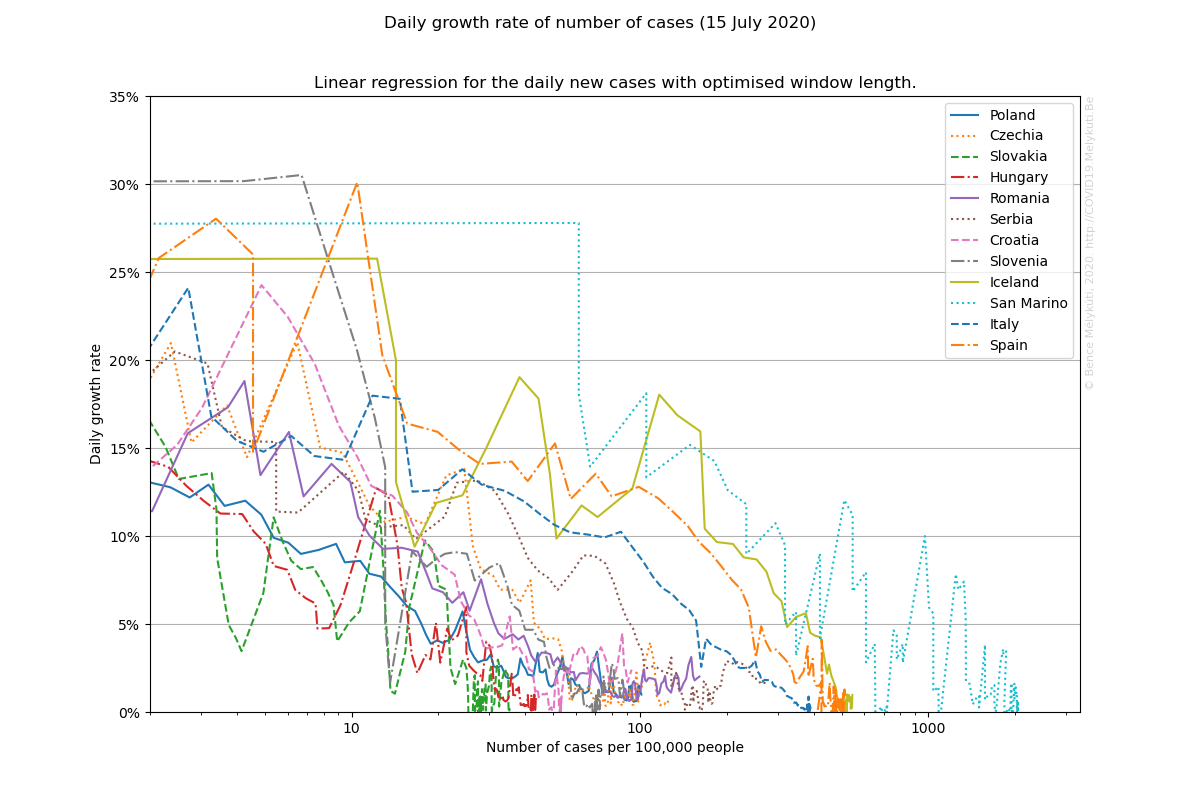 Daily growth rate of number of cases (15 July 2020)
Linear regression for the daily new cases with optimised window length.
35%
30%
25%
20%
15%
10%
5%
0%
Daily growth rate
10
100
1000
Number of cases per 100,000 people
Poland
Czechia
Slovakia
Hungary
Romania
Serbia
Croatia
Slovenia
Iceland
San Marino
Italy
Spain
© Bence Mélykúti, 2020. http://COVID19.Melykuti.Be